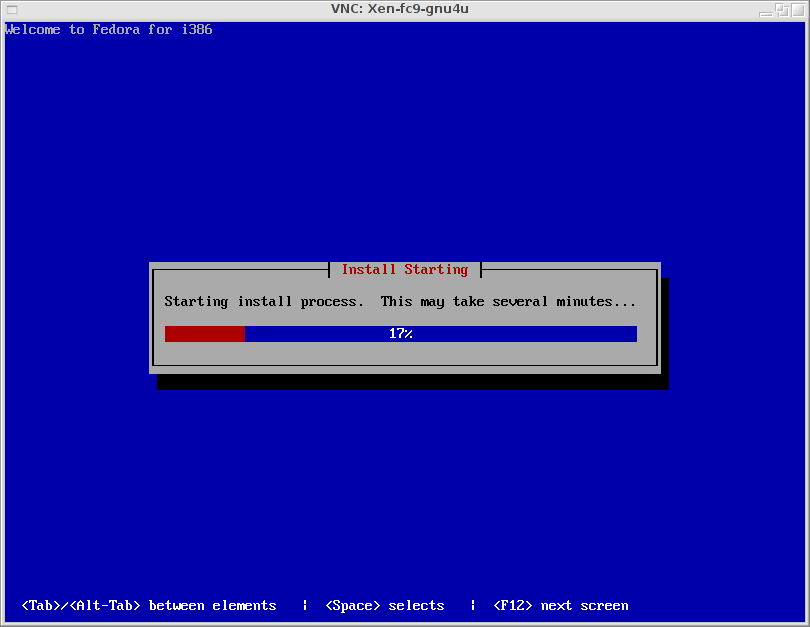 VNC: Xen-fc9-gnu4u
Welcome to Fedora for i386
Install Starting
Starting install process.  This may take several minutes...
17%
<Tab>/<Alt-Tab> between elements   |  <Space> selects   |  <F12> next screen